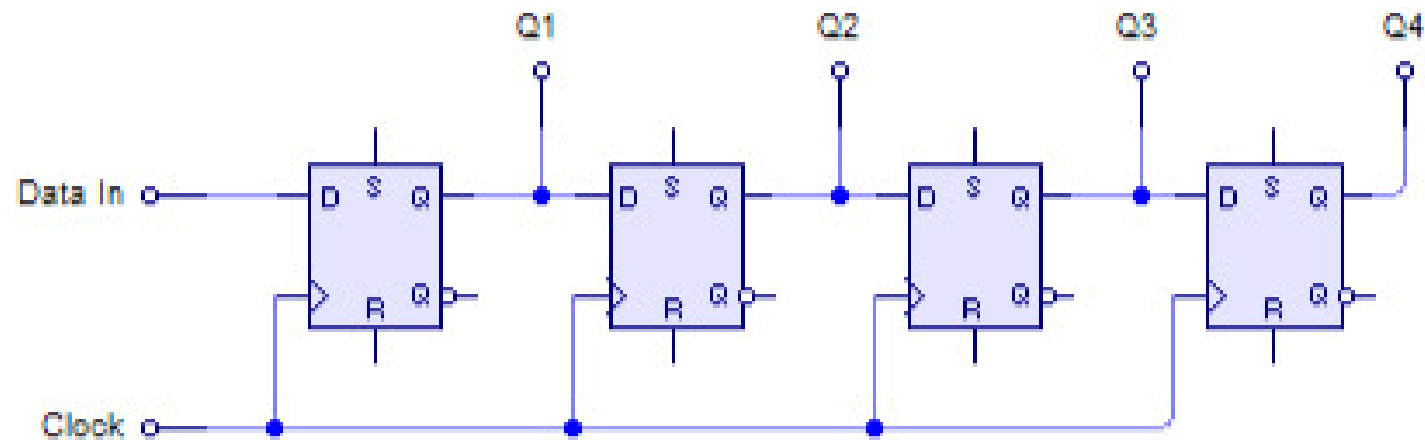 Q1 Q2 Q3 Q4
Data In D S Q D S Q D S Q D S Q
R Q R Q R Q R Q
Clock